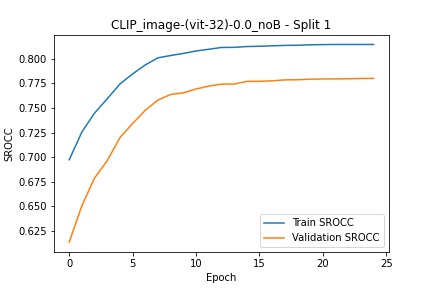 CLIP_image-(vit-32)-0.0_noB - Split 1
0.800
0.775
0.750
0.725
0.700
0.675
0.650
0.625
SROCC
0 5 10 15 20 25
Epoch
Train SROCC
Validation SROCC